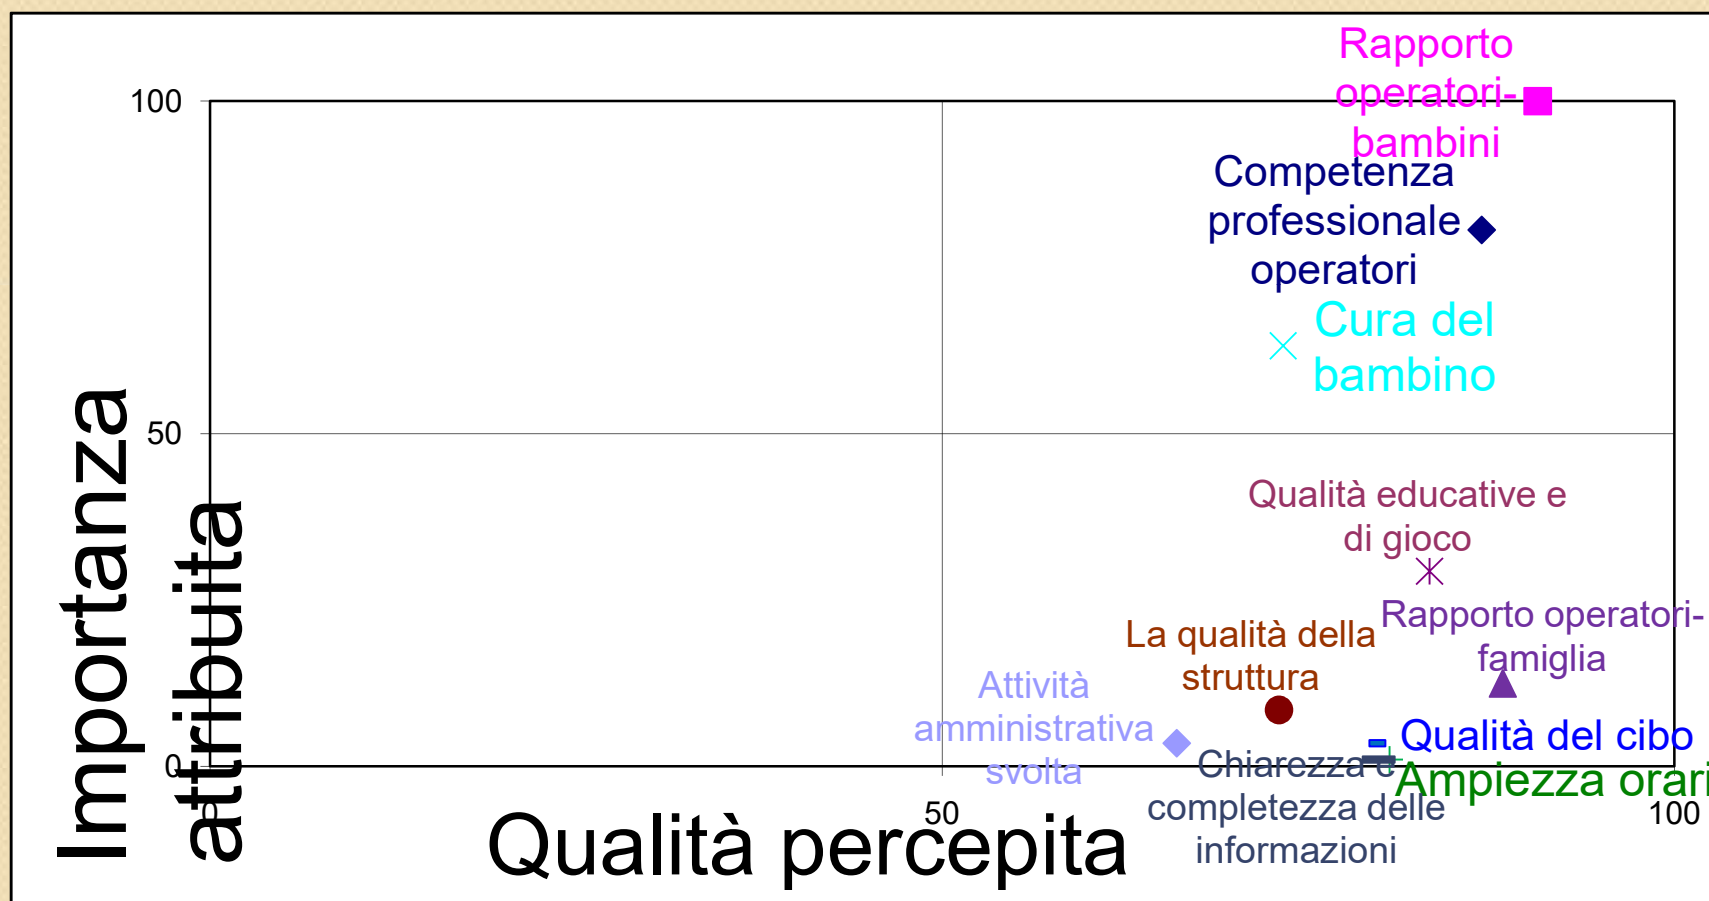 Rapporto
operatori-
bambini
100
Competenza
professionale
operatori
Cura del
bambino
50
Importanza
attribuita
Qualità educative e
di gioco
Rapporto operatori-
famiglia
La qualità della
struttura
Attività
amministrativa
svolta
Qualità del cibo
Ampiezza orari
Chiarezza e
completezza delle
informazioni
0
0
50
100
Qualità percepita